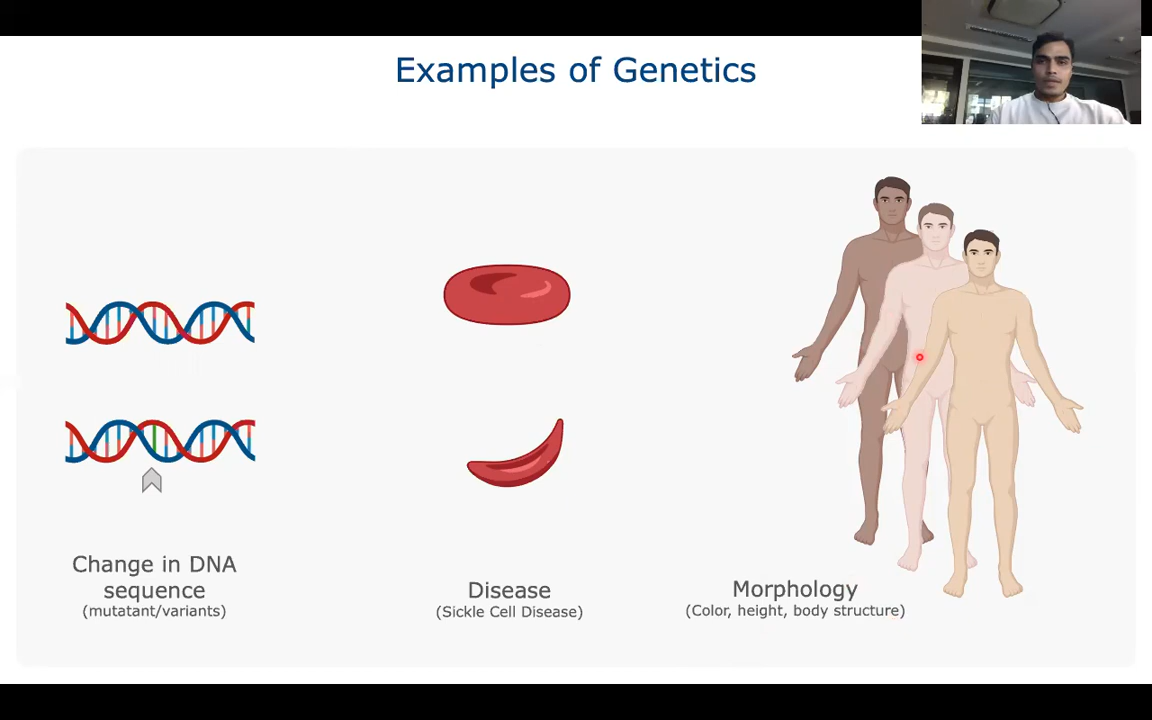 Examples of Genetics
Change in DNA
sequence
(mutatant/variants)
Disease
(Sickle Cell Disease)
Morphology
(Color, height, body structure)